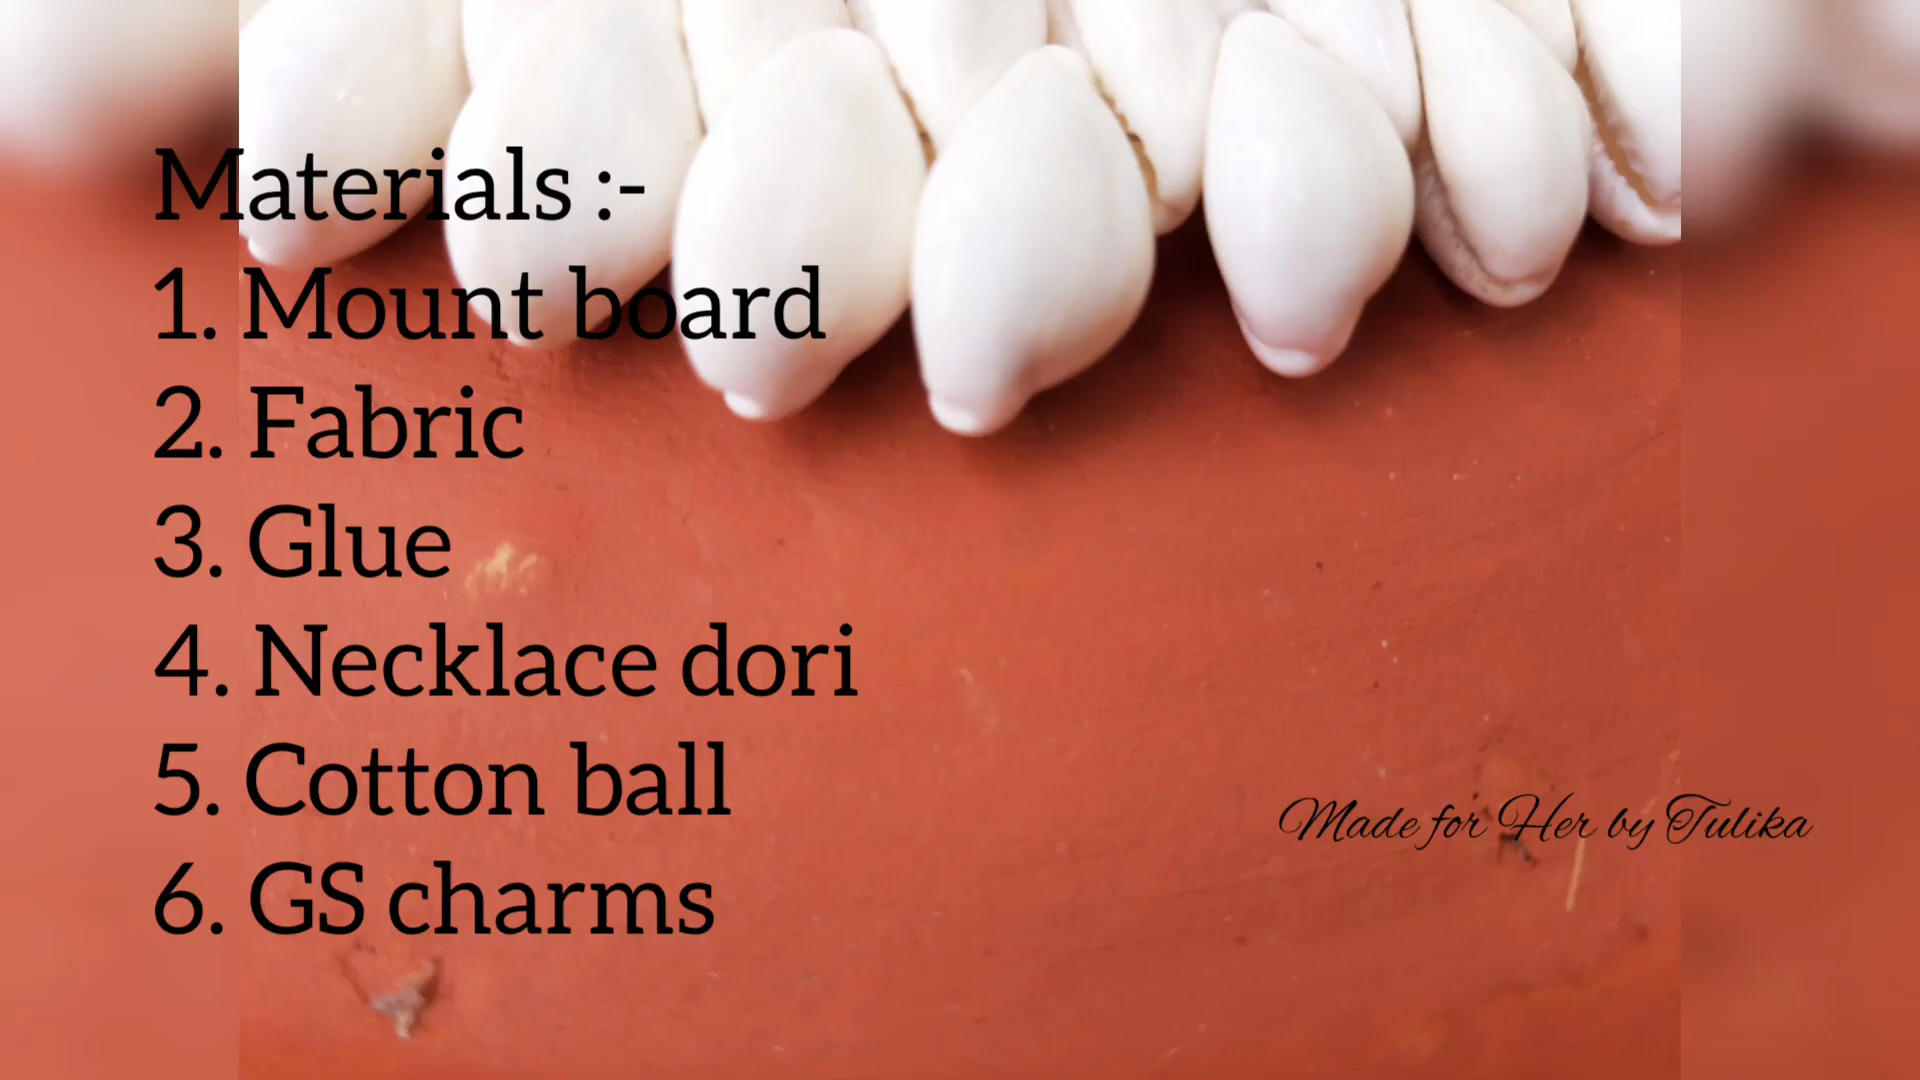 Materials :-
1. Mount board
2. Fabric
3. Glue
4. Necklace dori
5. Cotton ball
6. GS charms
Made for Her by Tulika